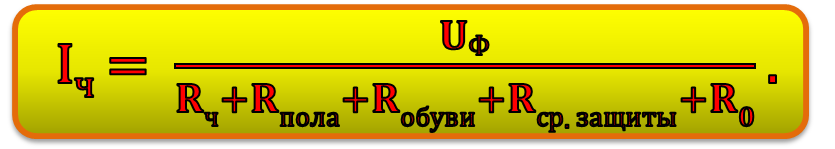 Iч = Uф / (Rч+Rпола+Rобуви+Rср. защиты+R0).